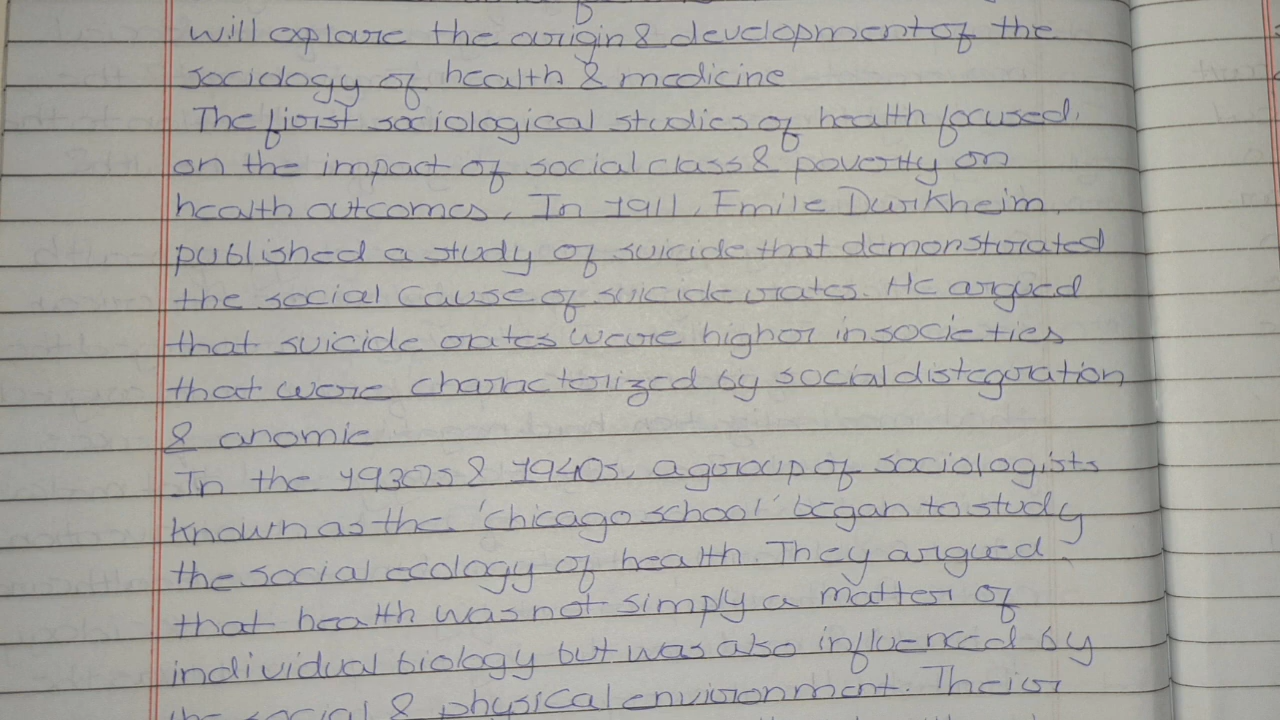 will explore the origin & development of the
sociology of health & medicine
The first sociological studies of health focused
on the impact of social class & poverty on
health outcomes. In 1911, Emile Durkheim
published a study of suicide that demonstrated
the social cause of suicide rates. He argued
that suicide rates were higher in societies
that were characterized by social distegration
& anomie
In the 1930s & 1940s, a group of sociologists
known as the 'chicago school' began to study
the social ecology of health. They argued
that health was not simply a matter of
individual biology but was also influenced by
the social & physical environment. Their